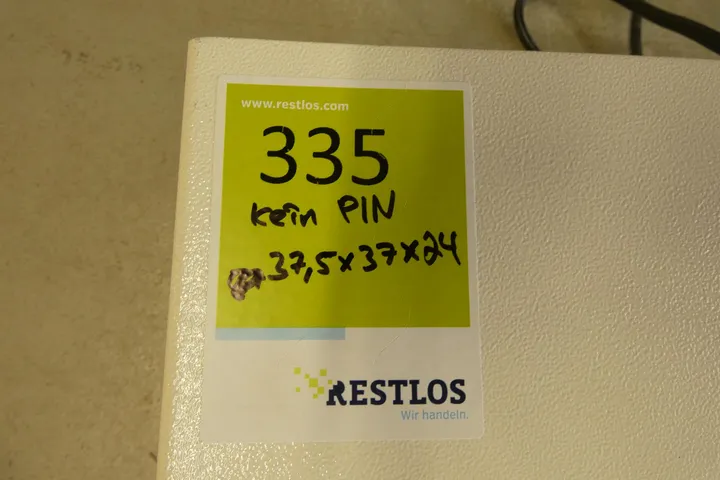 www.restlos.com
335
kein PIN
37,5x37x24
RESTLOS
Wir handeln.